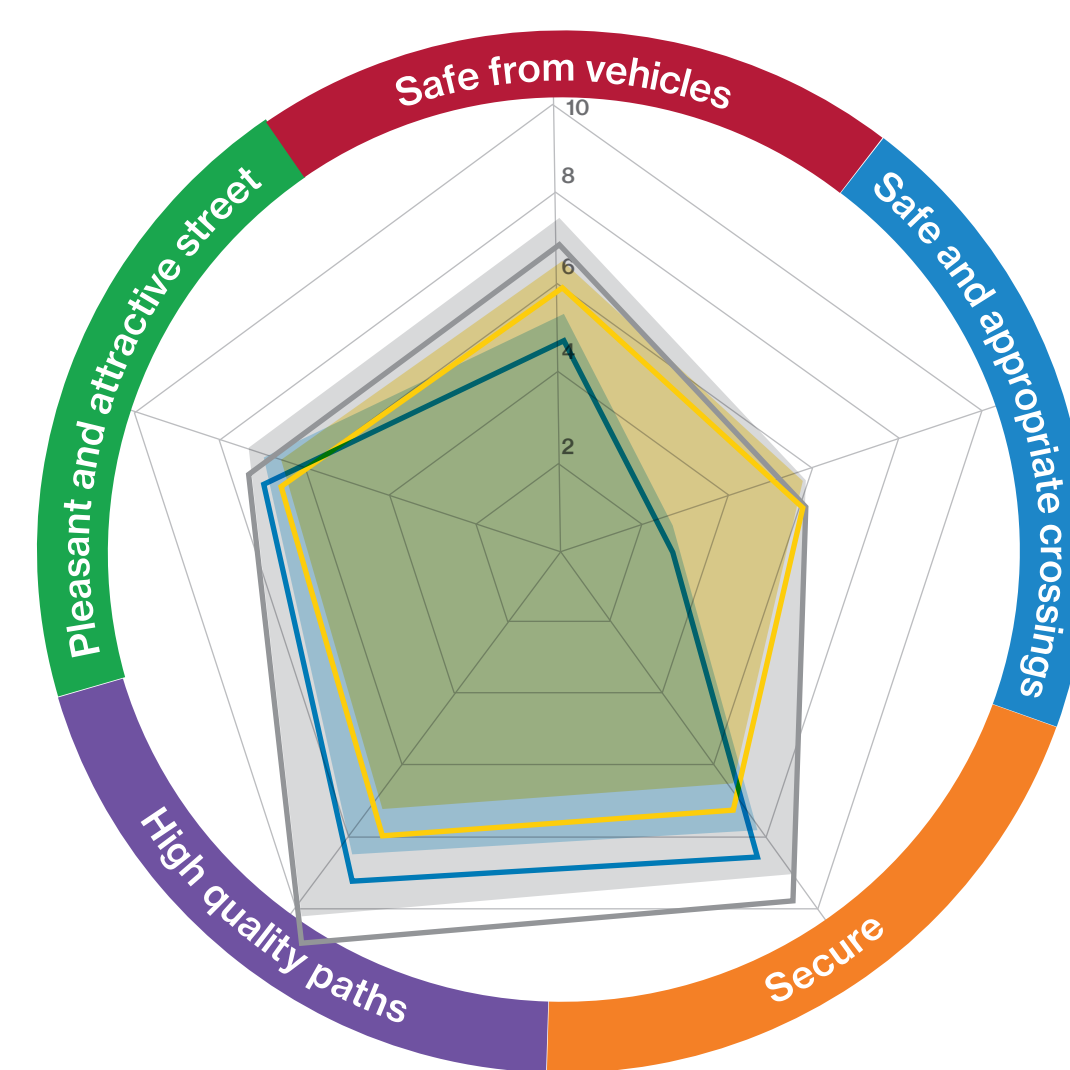 Safe from vehicles
Safe and appropriate crossings
Secure
High quality paths
Pleasant and attractive street
10
8
6
4
2